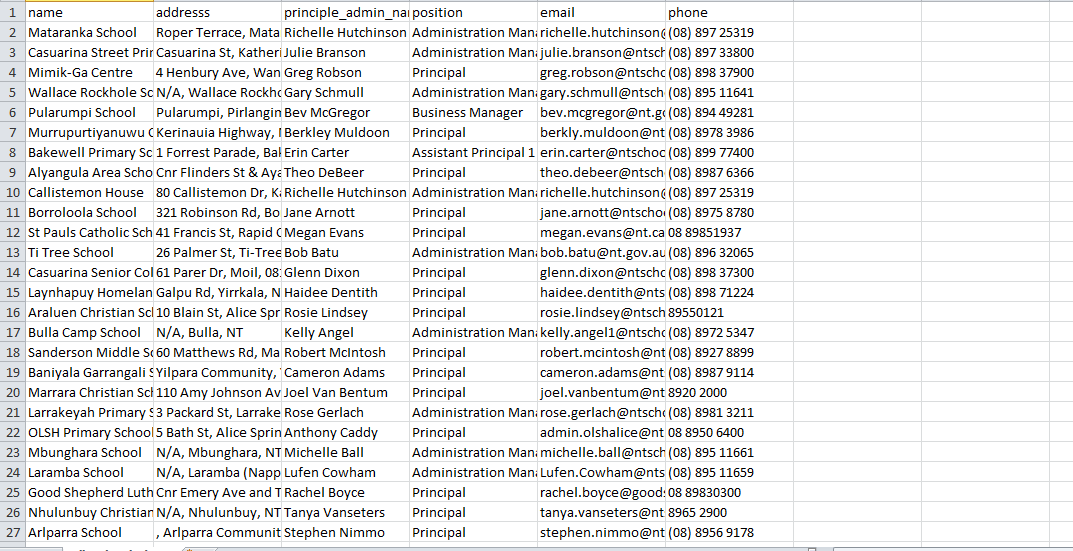 1 name addresss principle_admin_nar position email phone
2 Mataranka School Roper Terrace, Mata Richelle Hutchinson Administration Man richelle.hutchinson@ (08) 897 25319
3 Casuarina Street Prir Casuarina St, Katheri Julie Branson Administration Man julie.branson@ntsch (08) 897 33800
4 Mimik-Ga Centre 4 Henbury Ave, Wan Greg Robson Principal greg.robson@ntscho (08) 898 37900
5 Wallace Rockhole Sc N/A, Wallace Rockho Gary Schmull Administration Man gary.schmull@ntsch (08) 895 11641
6 Pularumpi School Pularumpi, Pirlangin Bev McGregor Business Manager bev.mcgregor@nt.go (08) 894 49281
7 Murrupurtiyanuwu C Kerinauia Highway, Berkley Muldoon Principal berkly.muldoon@nt (08) 8978 3986
8 Bakewell Primary Sc 1 Forrest Parade, Bal Erin Carter Assistant Principal 1 erin.carter@ntschoo (08) 899 77400
9 Alyangula Area Scho Cnr Flinders St & Aya Theo DeBeer Principal theo.debeer@ntsch (08) 8987 6366
10 Callistemon House 80 Callistemon Dr, Ka Richelle Hutchinson Administration Man richelle.hutchinson@ (08) 897 25319
11 Borroloola School 321 Robinson Rd, Bo Jane Arnott Principal jane.arnott@ntscho (08) 8975 8780
12 St Pauls Catholic Sch 41 Francis St, Rapid C Megan Evans Principal megan.evans@nt.ca 08 89851937
13 Ti Tree School 26 Palmer St, Ti-Tree Bob Batu Administration Man bob.batu@nt.gov.au (08) 896 32065
14 Casuarina Senior Col 61 Parer Dr, Moil, 08 Glenn Dixon Principal glenn.dixon@ntscho (08) 898 37300
15 Laynhapuy Homelan Galpu Rd, Yirrkala, N Haidee Dentith Principal haidee.dentith@nts (08) 898 71224
16 Araluen Christian Scl 10 Blain St, Alice Spr Rosie Lindsey Principal rosie.lindsey@ntsch 89550121
17 Bulla Camp School N/A, Bulla, NT Kelly Angel Administration Man kelly.angel1@ntscho (08) 8972 5347
18 Sanderson Middle Sc 60 Matthews Rd, Ma Robert McIntosh Principal robert.mcintosh@nt (08) 8927 8899
19 Baniyala Garrangali S Yilpara Community, Cameron Adams Principal cameron.adams@nt (08) 8987 9114
20 Marrara Christian Scl 110 Amy Johnson Av Joel Van Bentum Principal joel.vanbentum@nt 8920 2000
21 Larrakeyah Primary S 3 Packard St, Larrake Rose Gerlach Administration Man rose.gerlach@ntscho (08) 8981 3211
22 OLSH Primary School 5 Bath St, Alice Sprin Anthony Caddy Principal admin.olshalice@nt 08 8950 6400
23 Mbunghara School N/A, Mbunghara, NT Michelle Ball Administration Man michelle.ball@ntsch (08) 895 11661
24 Laramba School N/A, Laramba (Napp Lufen Cowham Administration Man Lufen.Cowham@nts (08) 895 11659
25 Good Shepherd Luth Cnr Emery Ave and T Rachel Boyce Principal rachel.boyce@goods 08 89830300
26 Nhulunbuy Christian N/A, Nhulunbuy, NT Tanya Vanseters Principal tanya.vanseters@nt 8965 2900
27 Arlparra School , Arlparra Communit Stephen Nimmo Principal stephen.nimmo@nt (08) 8956 9178